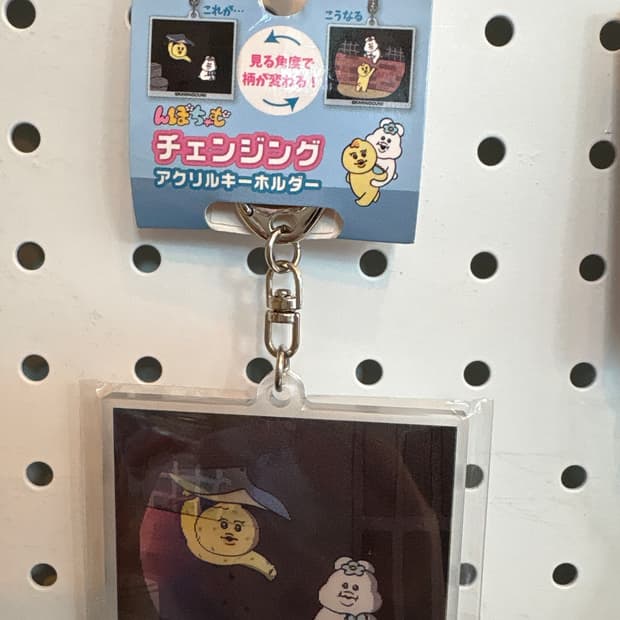 これが…
こうなる
見る角度で
柄が変わる!
©KAWAISOUNI!
©KAWAISOUNI!
んぽちゃむ
チェンジング
アクリルキーホルダー